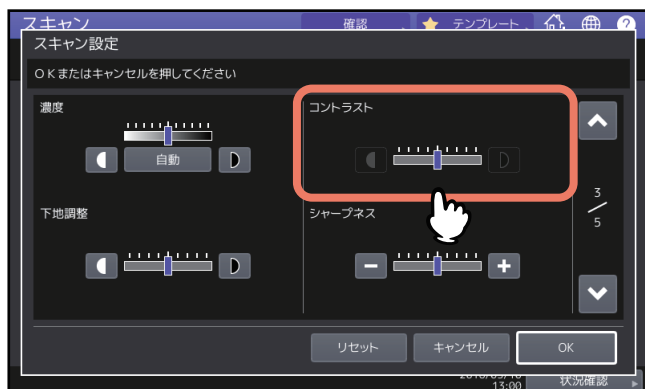 スキャン
確認
テンプレート
?
スキャン設定
OKまたはキャンセルを押してください
濃度
自動
コントラスト
3
5
下地調整
シャープネス
リセット
キャンセル
OK
13:00
状況確認